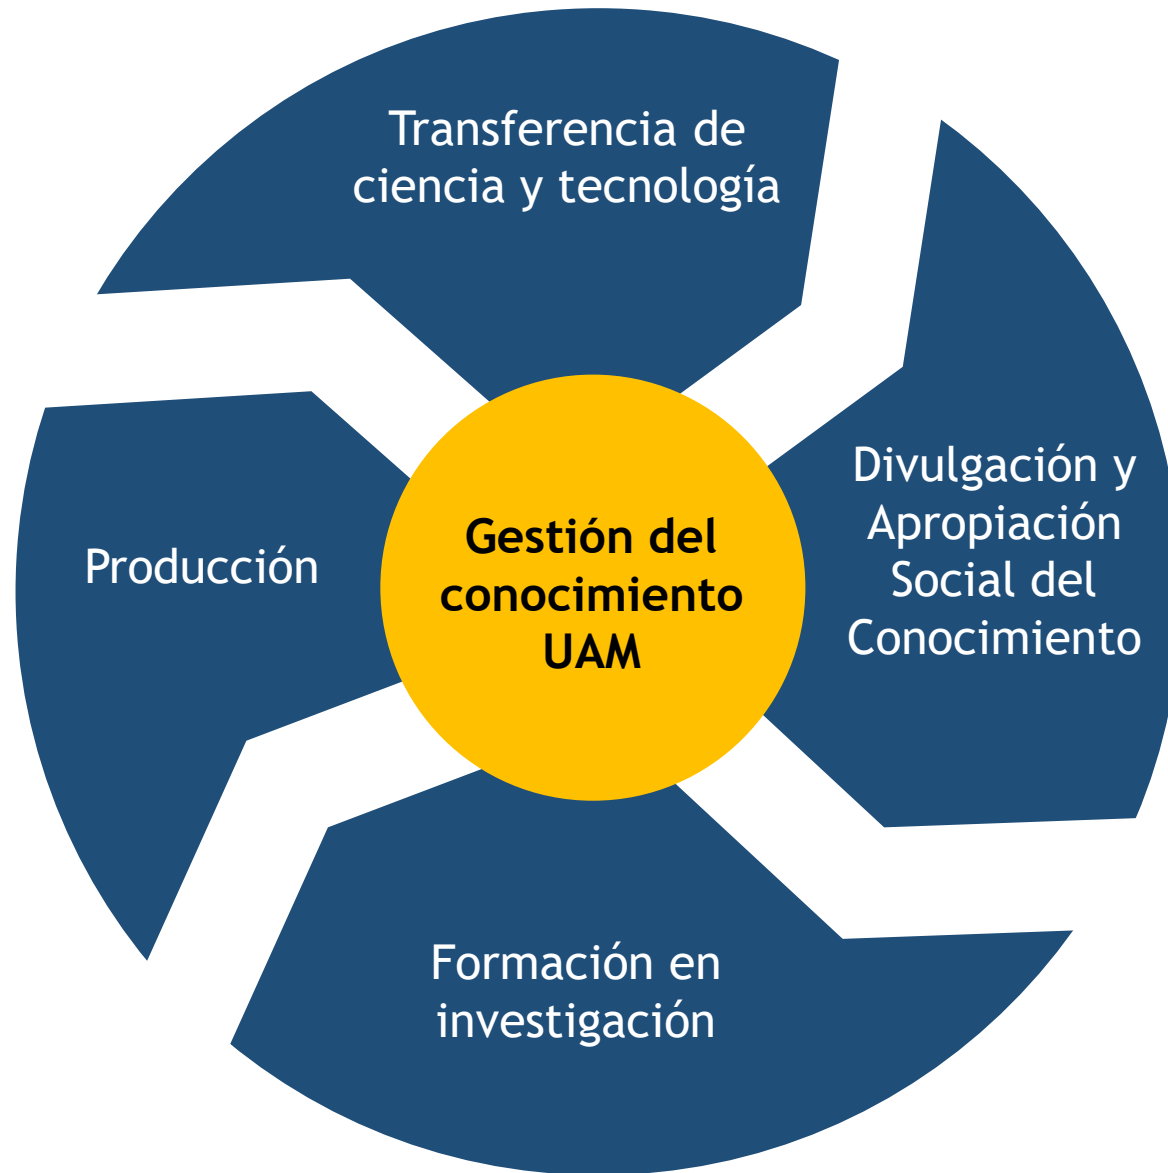 Transferencia de
ciencia y tecnología
Divulgación y
Apropiación
Social del
Conocimiento
Gestión del
conocimiento
UAM
Producción
Formación en
investigación